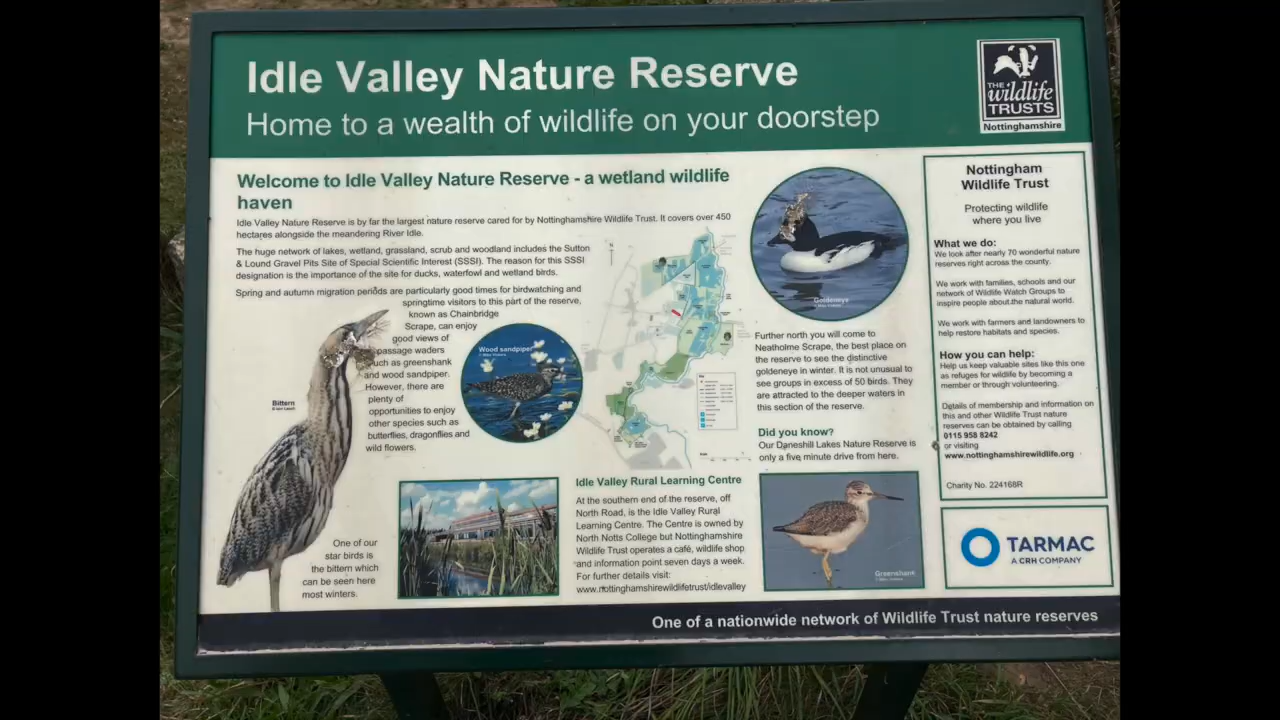 Idle Valley Nature Reserve
Home to a wealth of wildlife on your doorstep
THE
wildlife
TRUSTS
Nottinghamshire
Welcome to Idle Valley Nature Reserve - a wetland wildlife
haven
Idle Valley Nature Reserve is by far the largest nature reserve cared for by Nottinghamshire Wildlife Trust. It covers over 450
hectares alongside the meandering River Idle.
The huge network of lakes, wetland, grassland, scrub and woodland includes the Sutton
& Lound Gravel Pits Site of Special Scientific Interest (SSSI). The reason for this SSSI
designation is the importance of the site for ducks, waterfowl and wetland birds.
Spring and autumn migration periods are particularly good times for birdwatching and
springtime visitors to this part of the reserve,
known as Chainbridge
Scrape, can enjoy
good views of
passage waders
such as greenshank
and wood sandpiper.
However, there are
plenty of
opportunities to enjoy
other species such as
butterflies, dragonflies and
wild flowers.
Bittern
Wood sandpiper
One of our
star birds is
the bittern which
can be seen here
most winters.
Idle Valley Rural Learning Centre
At the southern end of the reserve, off
North Road, is the Idle Valley Rural
Learning Centre. The Centre is owned by
North Notts College but Nottinghamshire
Wildlife Trust operates a café, wildlife shop
and information point seven days a week.
For further details visit:
www.nottinghamshirewildlifetrust/idlevalley
Goldeneye
Further north you will come to
Nealholme Scrape, the best place on
the reserve to see the distinctive
goldeneye in winter. It is not unusual to
see groups in excess of 50 birds. They
are attracted to the deeper waters in
this section of the reserve.
Did you know?
Our Daneshill Lakes Nature Reserve is
only a five minute drive from here.
Greenshank
Nottingham
Wildlife Trust
Protecting wildlife
where you live
What we do:
We look after nearly 70 wonderful nature
reserves right across the county.
We work with families, schools and our
network of Wildlife Watch Groups to
inspire people about the natural world.
We work with farmers and landowners to
help restore habitats and species.
How you can help:
Help us keep valuable sites like this one
as refuges for wildlife by becoming a
member or through volunteering.
Details of membership and information on
this and other Wildlife Trust nature
reserves can be obtained by calling
0115 958 8242
or visiting
www.nottinghamshirewildlife.org
Charity No. 224168R
TARMAC
A CRH COMPANY
One of a nationwide network of Wildlife Trust nature reserves